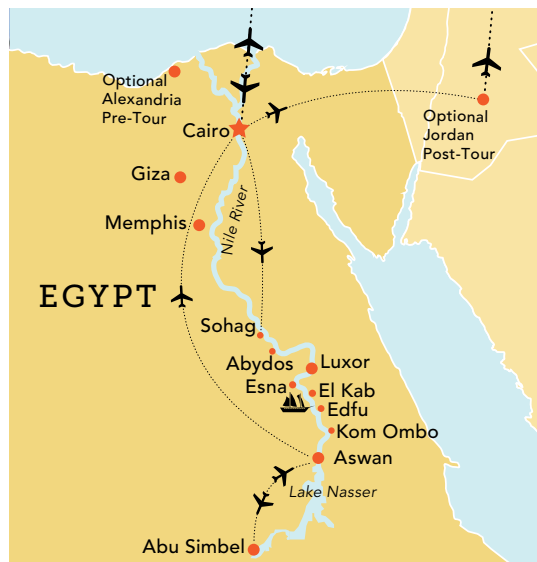 Optional
Alexandria
Pre-Tour
Cairo
Optional
Jordan
Post-Tour
Giza
Memphis
Nile River
EGYPT
Sohag
Abydos
Luxor
Esna
El Kab
Edfu
Kom Ombo
Aswan
Lake Nasser
Abu Simbel